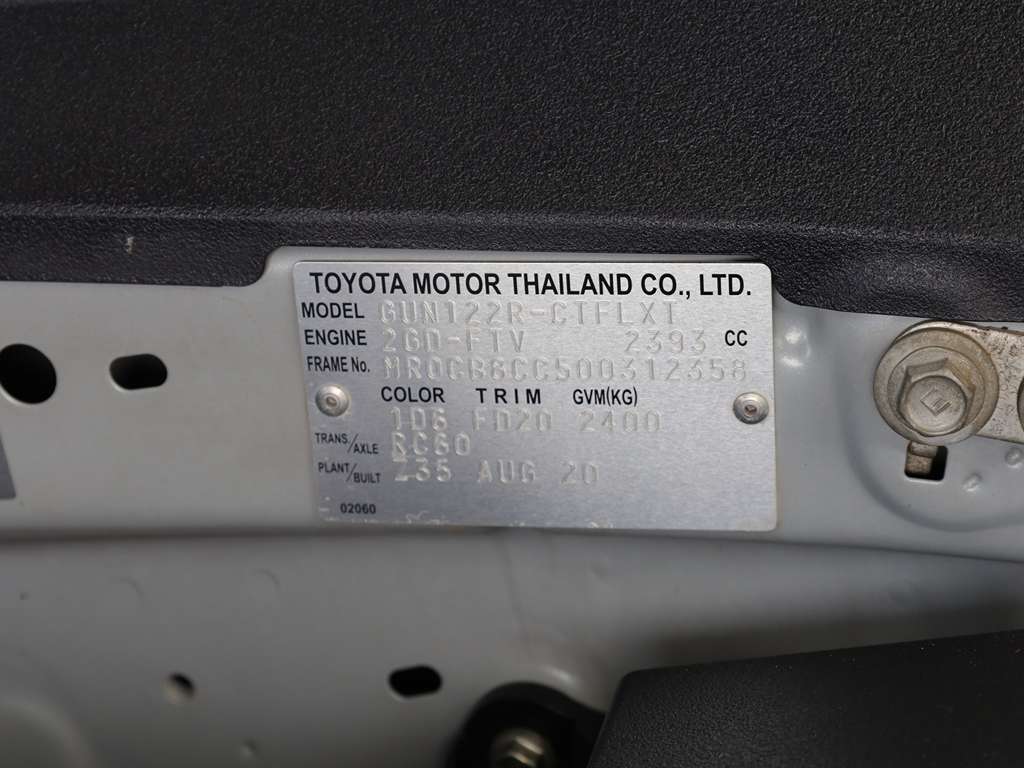 TOYOTA MOTOR THAILAND CO., LTD.
MODEL GUN122R-CTFLXT
ENGINE 2GD-FTV 2393 CC
FRAME No. MR0CB8CC500312358
COLOR TRIM GVM(KG)
1D6 FD20 2400
TRANS/AXLE RC60
PLANT/BUILT Z35 AUG 20
02060